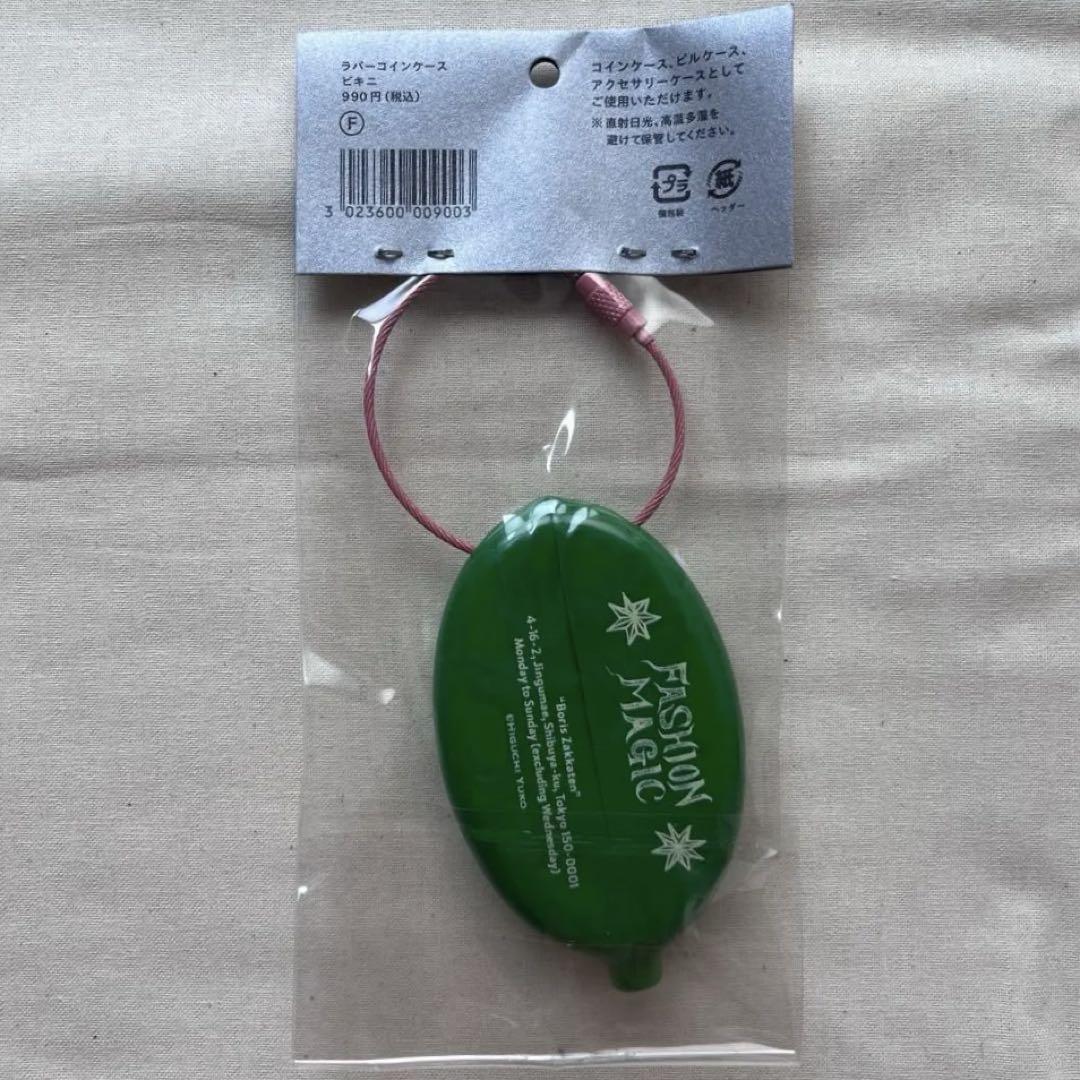 ラバーコインケース
ビキニ
990円(税込)
F
3 023600 009003
コインケース、ピルケース、
アクセサリーケースとして
ご使用いただけます。
※直射日光、高温多湿を
避けて保管してください。
プラ
個包装
紙
ヘッダー
FASHION
MAGIC
"Boris Zakkaten"
4-16-2, Jingumae, Shibuya-ku, Tokyo 150-0001
Monday to Sunday (excluding Wednesday)
©HIGUCHI YUKO